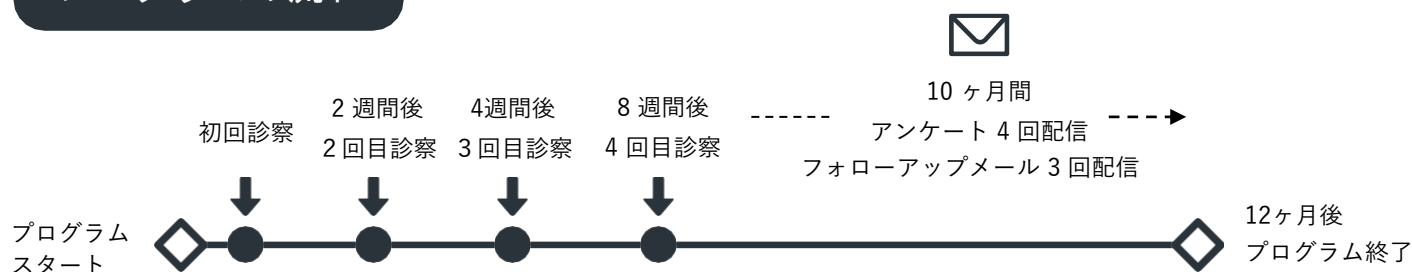 初回診察
2 週間後
2 回目診察
4週間後
3 回目診察
8 週間後
4 回目診察
10 ヶ月間
アンケート 4 回配信
フォローアップメール 3 回配信
プログラム
スタート
12ヶ月後
プログラム終了